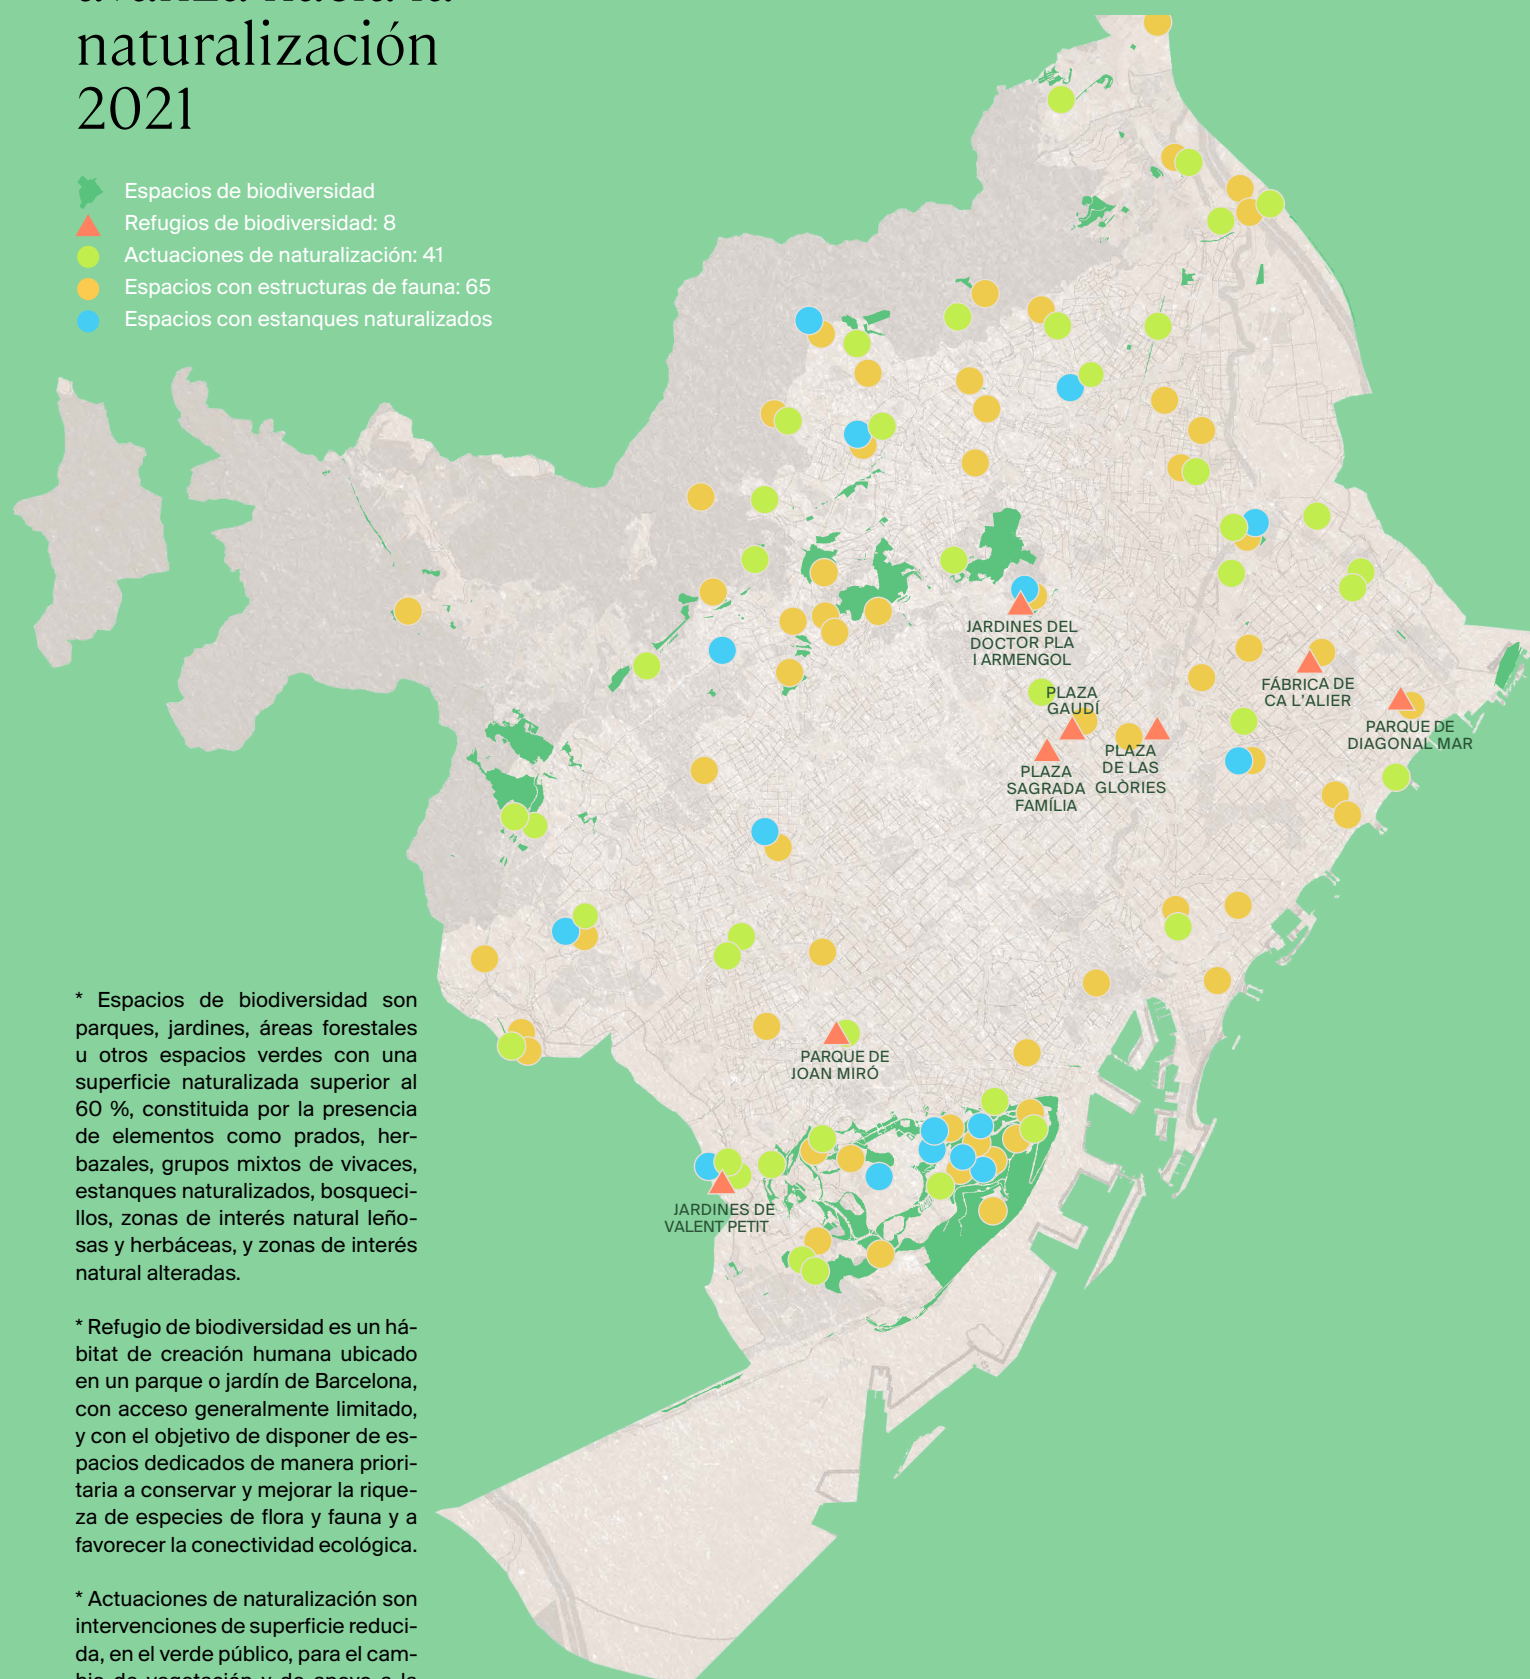 naturalización
2021
Espacios de biodiversidad
Refugios de biodiversidad: 8
Actuaciones de naturalización: 41
Espacios con estructuras de fauna: 65
Espacios con estanques naturalizados
JARDINES DEL
DOCTOR PLA
I ARMENGOL
PLAZA
GAUDÍ
FÁBRICA DE
CA L'ALIER
PARQUE DE
DIAGONAL MAR
PLAZA
DE LAS
GLÒRIES
PLAZA
SAGRADA
FAMÍLIA
PARQUE DE
JOAN MIRÓ
JARDINES DE
VALENT PETIT
* Espacios de biodiversidad son
parques, jardines, áreas forestales
u otros espacios verdes con una
superficie naturalizada superior al
60 %, constituida por la presencia
de elementos como prados, her-
bazales, grupos mixtos de vivaces,
estanques naturalizados, bosqueci-
llos, zonas de interés natural leño-
sas y herbáceas, y zonas de interés
natural alteradas.
* Refugio de biodiversidad es un há-
bitat de creación humana ubicado
en un parque o jardín de Barcelona,
con acceso generalmente limitado,
y con el objetivo de disponer de es-
pacios dedicados de manera priori-
taria a conservar y mejorar la rique-
za de especies de flora y fauna y a
favorecer la conectividad ecológica.
* Actuaciones de naturalización son
intervenciones de superficie reduci-
da, en el verde público, para el cam-